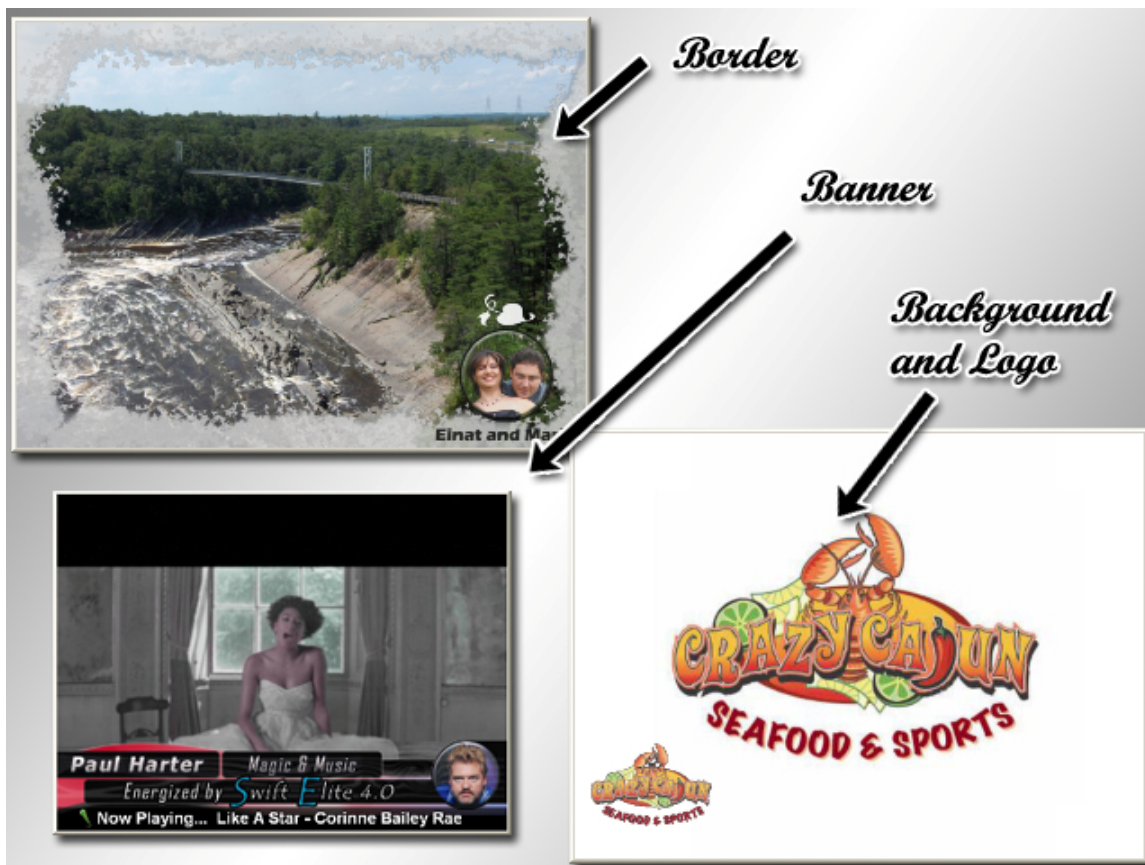 Border
Banner
Background
and Logo
Einat and
CRAZY CAJUN
SEAFOOD & SPORTS
Paul Harter
Magic & Music
Energized by Swift Elite 4.0
Now Playing... Like A Star - Corinne Bailey Rae
CRAZY CAJUN
SEAFOOD & SPORTS